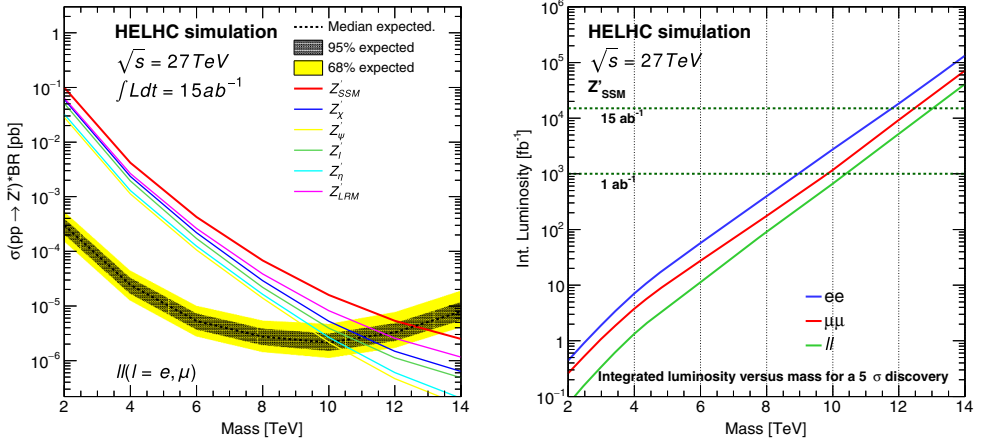 HELHC simulation
√s = 27 TeV
∫Ldt = 15ab⁻¹
Median expected.
95% expected
68% expected
Z'SSM
Z'χ
Z'ψ
Z'I
Z'η
Z'LRM
ll(l = e, μ)
σ(pp → Z')*BR [pb]
1
10⁻¹
10⁻²
10⁻³
10⁻⁴
10⁻⁵
10⁻⁶
2 4 6 8 10 12 14
Mass [TeV]
HELHC simulation
√s = 27 TeV
Z'SSM
15 ab⁻¹
1 ab⁻¹
ee
μμ
ll
Integrated luminosity versus mass for a 5 σ discovery
Int. Luminosity [fb⁻¹]
10⁶
10⁵
10⁴
10³
10²
10
1
10⁻¹
2 4 6 8 10 12 14
Mass [TeV]